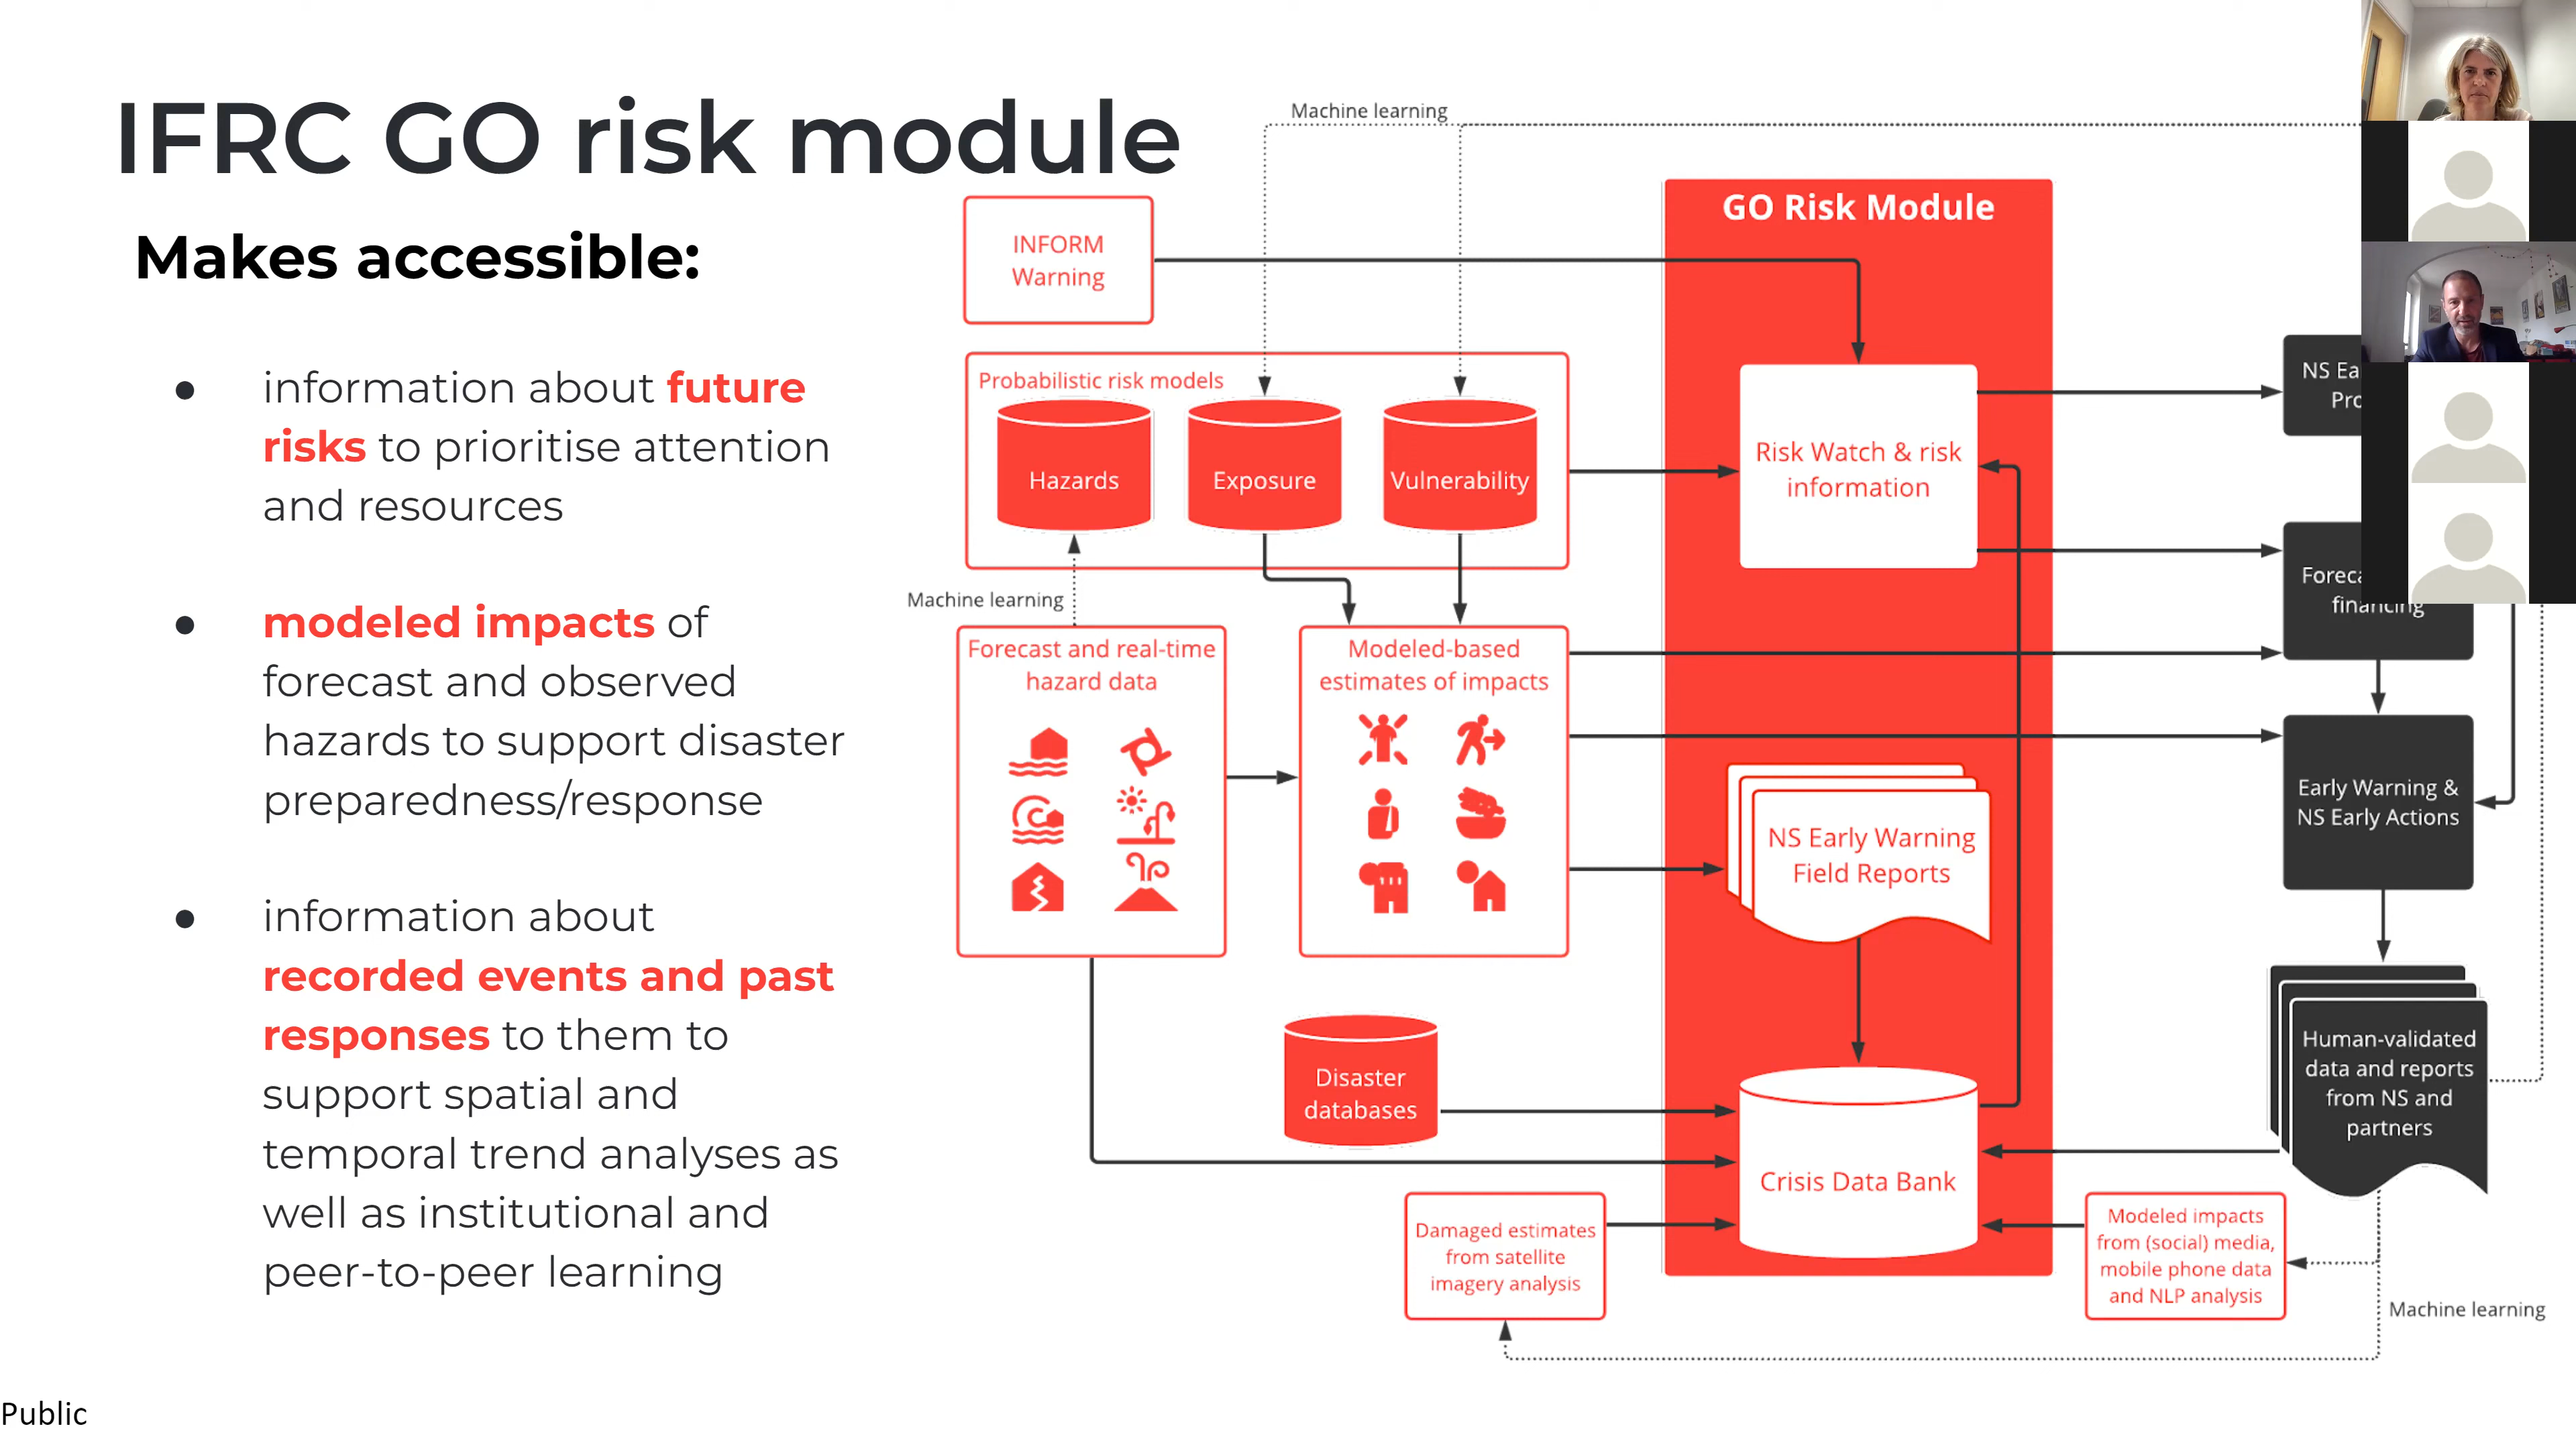 IFRC GO risk module
Makes accessible:
● information about future
risks to prioritise attention
and resources
● modeled impacts of
forecast and observed
hazards to support disaster
preparedness/response
● information about
recorded events and past
responses to them to
support spatial and
temporal trend analyses as
well as institutional and
peer-to-peer learning
Public
Machine learning
INFORM
Warning
GO Risk Module
Probabilistic risk models
Hazards
Exposure
Vulnerability
Risk Watch & risk
information
NS
financing
Machine learning
Forecast and real-time
hazard data
Modeled-based
estimates of impacts
NS Early Warning
Field Reports
Early Warning &
NS Early Actions
Disaster
databases
Crisis Data Bank
Human-validated
data and reports
from NS and
partners
Damaged estimates
from satellite
imagery analysis
Modeled impacts
from (social) media,
mobile phone data
and NLP analysis
Machine learning